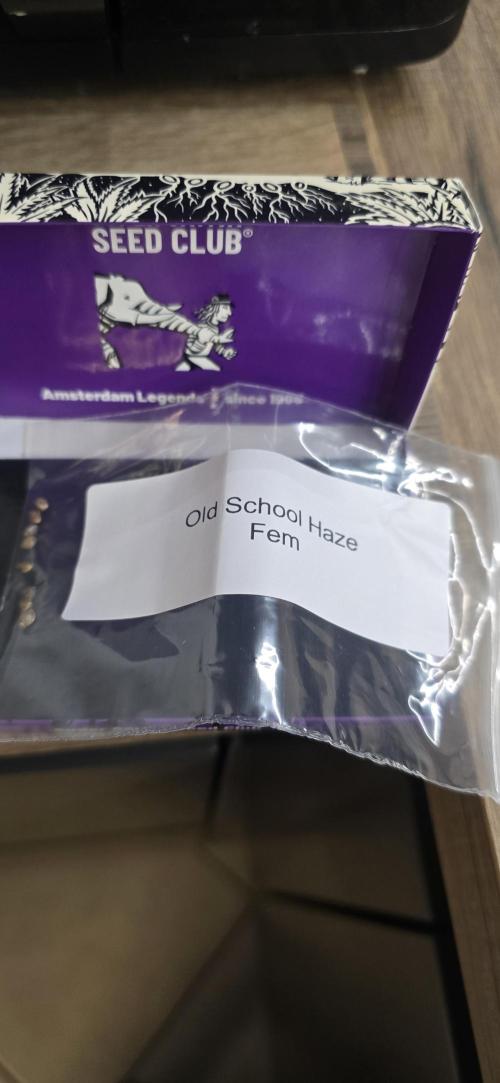 SEED CLUB®
Amsterdam Legends since
Old School Haze
Fem